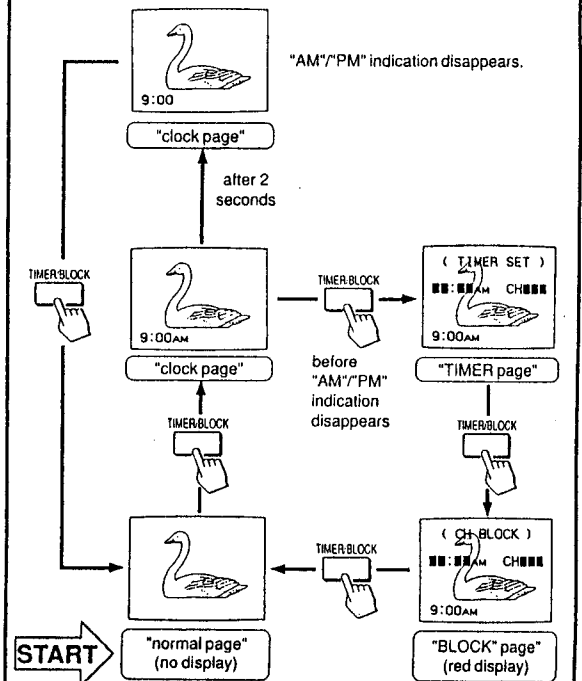 "AM"/"PM" indication disappears.
9:00
"clock page"
after 2
seconds
TIMER/BLOCK
TIMER/BLOCK
( TIMER SET )
■■:■■AM CH■■■
9:00AM
9:00AM
"clock page"
before
"AM"/"PM"
indication
disappears
"TIMER page"
TIMER/BLOCK
TIMER/BLOCK
TIMER/BLOCK
( CH BLOCK )
■■:■■AM CH■■■
9:00AM
START
"normal page"
(no display)
"BLOCK" page"
(red display)